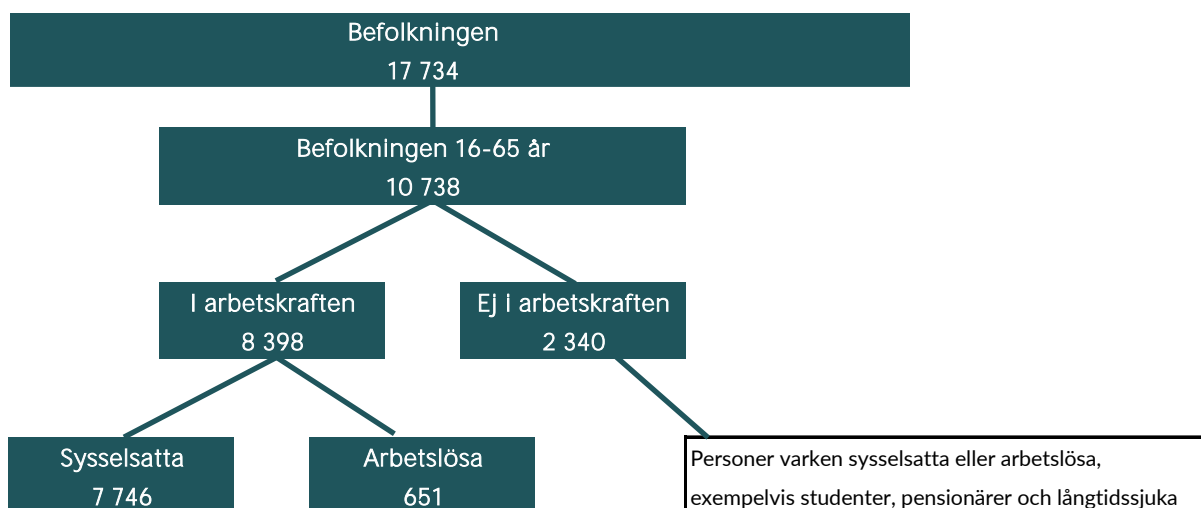 Befolkningen
17 734
Befolkningen 16-65 år
10 738
I arbetskraften
8 398
Ej i arbetskraften
2 340
Sysselsatta
7 746
Arbetslösa
651
Personer varken sysselsatta eller arbetslösa,
exempelvis studenter, pensionärer och långtidssjuka